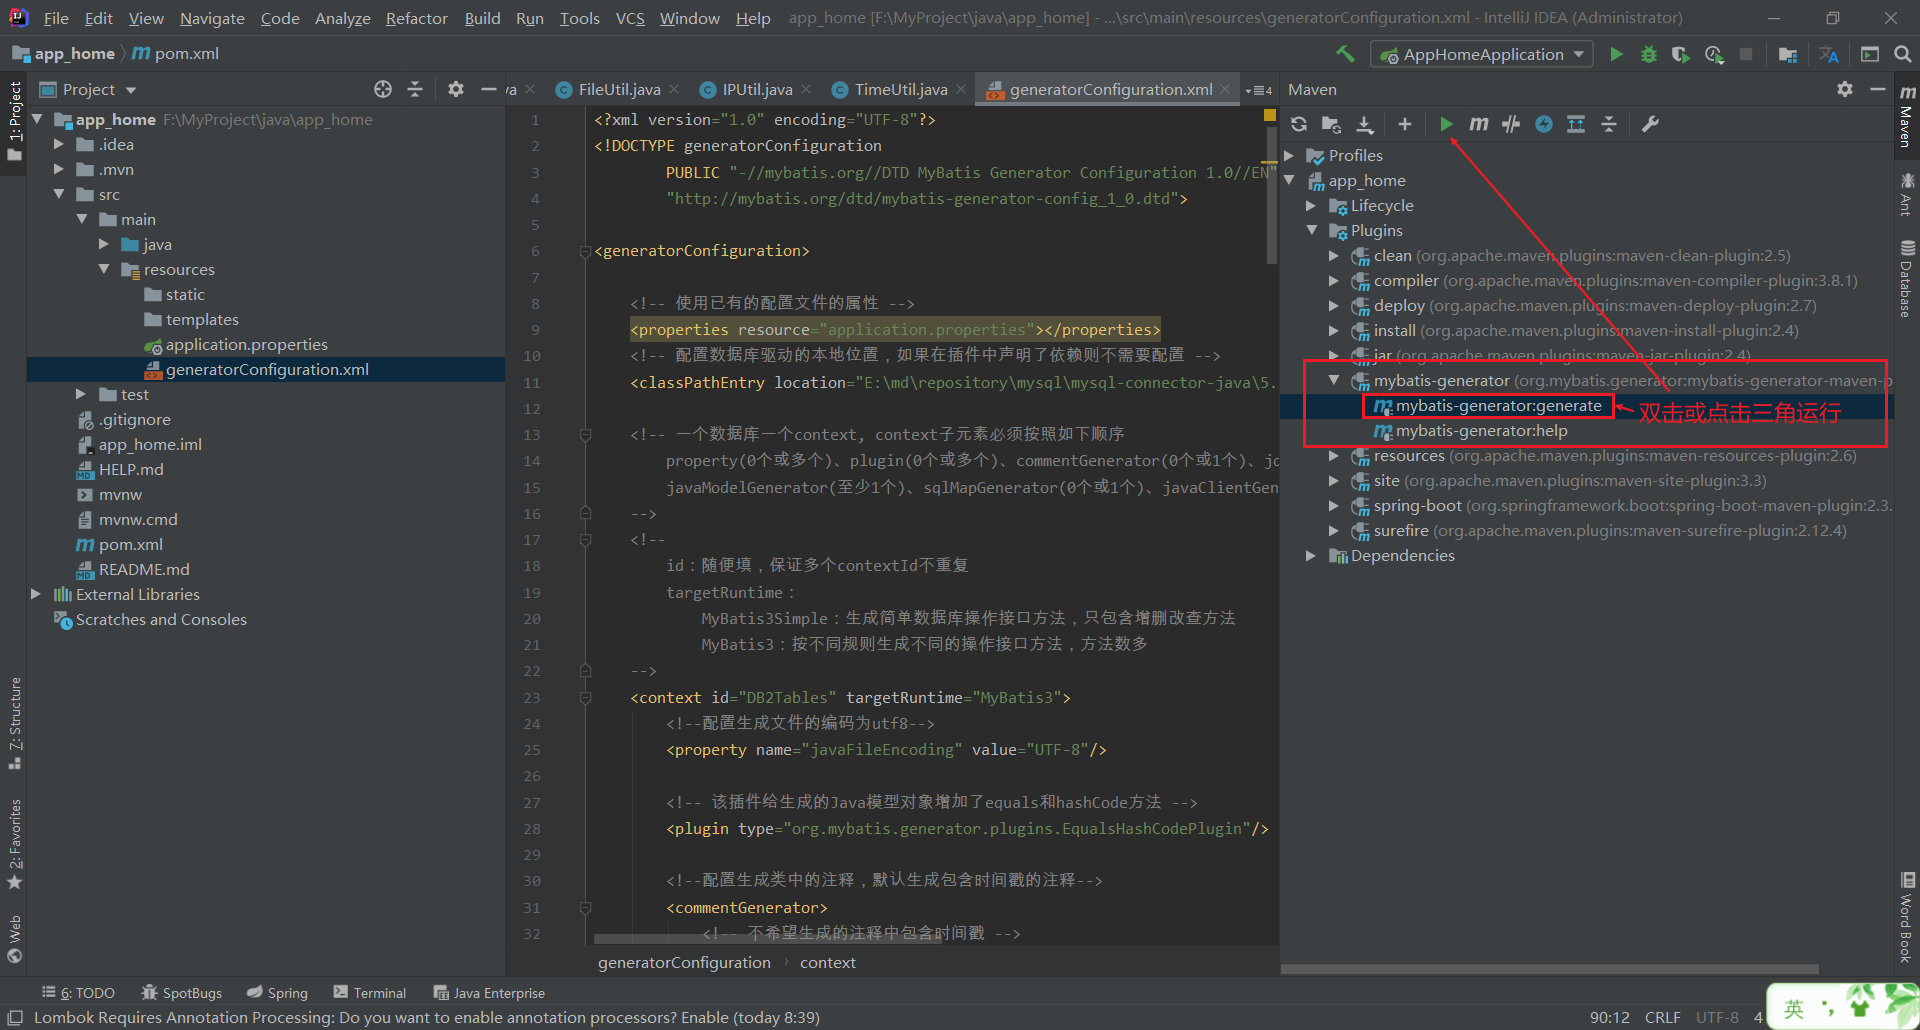 File Edit View Navigate Code Analyze Refactor Build Run Tools VCS Window Help app_home [F:\MyProject\java\app_home] - ...\src\main\resources\generatorConfiguration.xml - IntelliJ IDEA (Administrator)
app_home pom.xml
AppHomeApplication
Project
va
FileUtil.java
IPUtil.java
TimeUtil.java
generatorConfiguration.xml
4
Maven
1: Project
7: Structure
2: Favorites
Web
app_home F:\MyProject\java\app_home
.idea
.mvn
src
main
java
resources
static
templates
application.properties
generatorConfiguration.xml
test
.gitignore
app_home.iml
HELP.md
mvnw
mvnw.cmd
pom.xml
README.md
External Libraries
Scratches and Consoles
1 <?xml version="1.0" encoding="UTF-8"?>
2 <!DOCTYPE generatorConfiguration
3 PUBLIC "-//mybatis.org//DTD MyBatis Generator Configuration 1.0//EN"
4 "http://mybatis.org/dtd/mybatis-generator-config_1_0.dtd">
5
6 <generatorConfiguration>
7
8 <!-- 使用已有的配置文件的属性 -->
9 <properties resource="application.properties"></properties>
10 <!-- 配置数据库驱动的本地位置，如果在插件中声明了依赖则不需要配置 -->
11 <classPathEntry location="E:\md\repository\mysql\mysql-connector-java\5.
12
13 <!-- 一个数据库一个context, context子元素必须按照如下顺序
14 property(0个或多个)、plugin(0个或多个)、commentGenerator(0个或1个)、jd
15 javaModelGenerator(至少1个)、sqlMapGenerator(0个或1个)、javaClientGen
16 -->
17 <!--
18 id：随便填，保证多个contextId不重复
19 targetRuntime：
20 MyBatis3Simple：生成简单数据库操作接口方法，只包含增删改查方法
21 MyBatis3：按不同规则生成不同的操作接口方法，方法数多
22 -->
23 <context id="DB2Tables" targetRuntime="MyBatis3">
24 <!--配置生成文件的编码为utf8-->
25 <property name="javaFileEncoding" value="UTF-8"/>
26
27 <!-- 该插件给生成的Java模型对象增加了equals和hashCode方法 -->
28 <plugin type="org.mybatis.generator.plugins.EqualsHashCodePlugin"/>
29
30 <!--配置生成类中的注释，默认生成包含时间戳的注释-->
31 <commentGenerator>
32 <!-- 不希望生成的注释中包含时间戳 -->
generatorConfiguration › context
Profiles
app_home
Lifecycle
Plugins
clean (org.apache.maven.plugins:maven-clean-plugin:2.5)
compiler (org.apache.maven.plugins:maven-compiler-plugin:3.8.1)
deploy (org.apache.maven.plugins:maven-deploy-plugin:2.7)
install (org.apache.maven.plugins:maven-install-plugin:2.4)
jar (org.apache.maven.plugins:maven-jar-plugin:2.4)
mybatis-generator (org.mybatis.generator:mybatis-generator-maven-p
mybatis-generator:generate
双击或点击三角运行
mybatis-generator:help
resources (org.apache.maven.plugins:maven-resources-plugin:2.6)
site (org.apache.maven.plugins:maven-site-plugin:3.3)
spring-boot (org.springframework.boot:spring-boot-maven-plugin:2.3.
surefire (org.apache.maven.plugins:maven-surefire-plugin:2.12.4)
Dependencies
Maven
Ant
Database
Word Book
6: TODO SpotBugs Spring Terminal Java Enterprise
Lombok Requires Annotation Processing: Do you want to enable annotation processors? Enable (today 8:39)
90:12 CRLF UTF-8 4
英